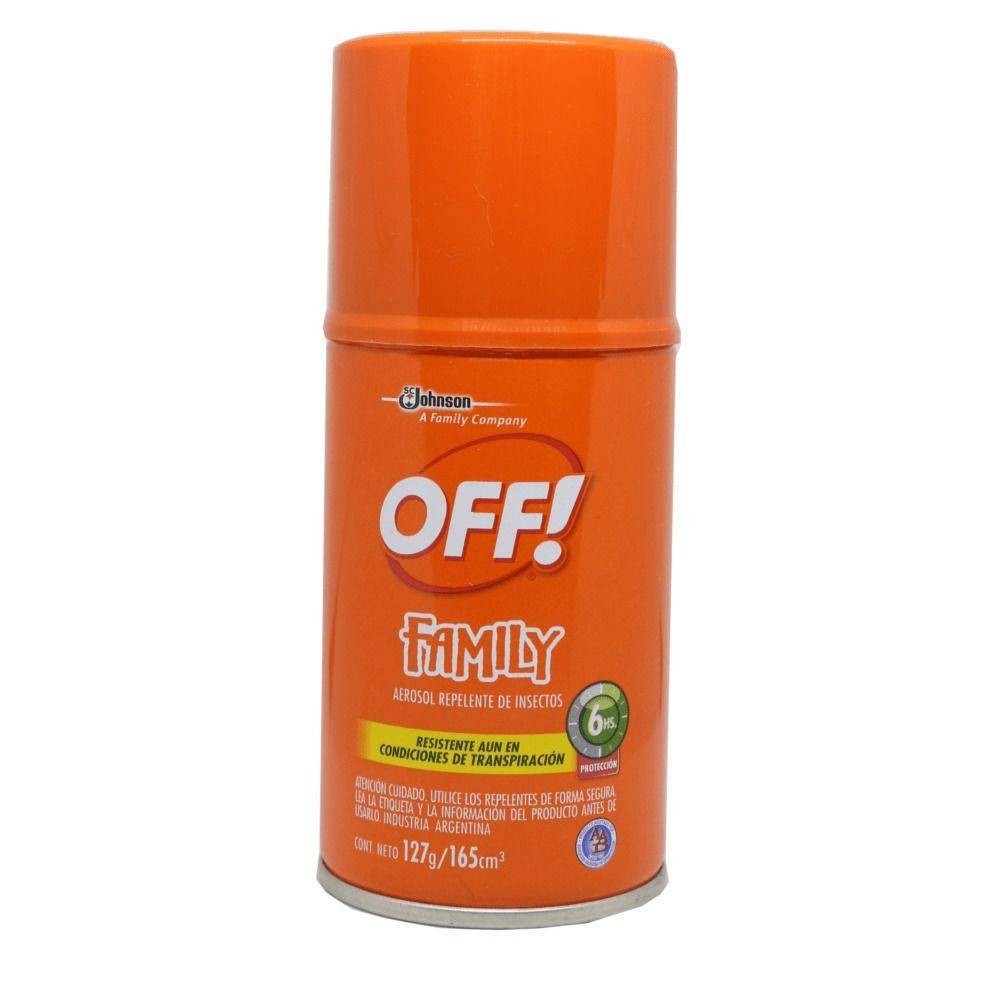 SC Johnson
A Family Company
OFF!®
FAMILY
AEROSOL REPELENTE DE INSECTOS
6 HS.
PROTECCIÓN
RESISTENTE AUN EN
CONDICIONES DE TRANSPIRACIÓN
ATENCIÓN CUIDADO. UTILICE LOS REPELENTES DE FORMA SEGURA.
LEA LA ETIQUETA Y LA INFORMACIÓN DEL PRODUCTO ANTES DE
USARLO. INDUSTRIA ARGENTINA
CONT. NETO 127g/165cm³